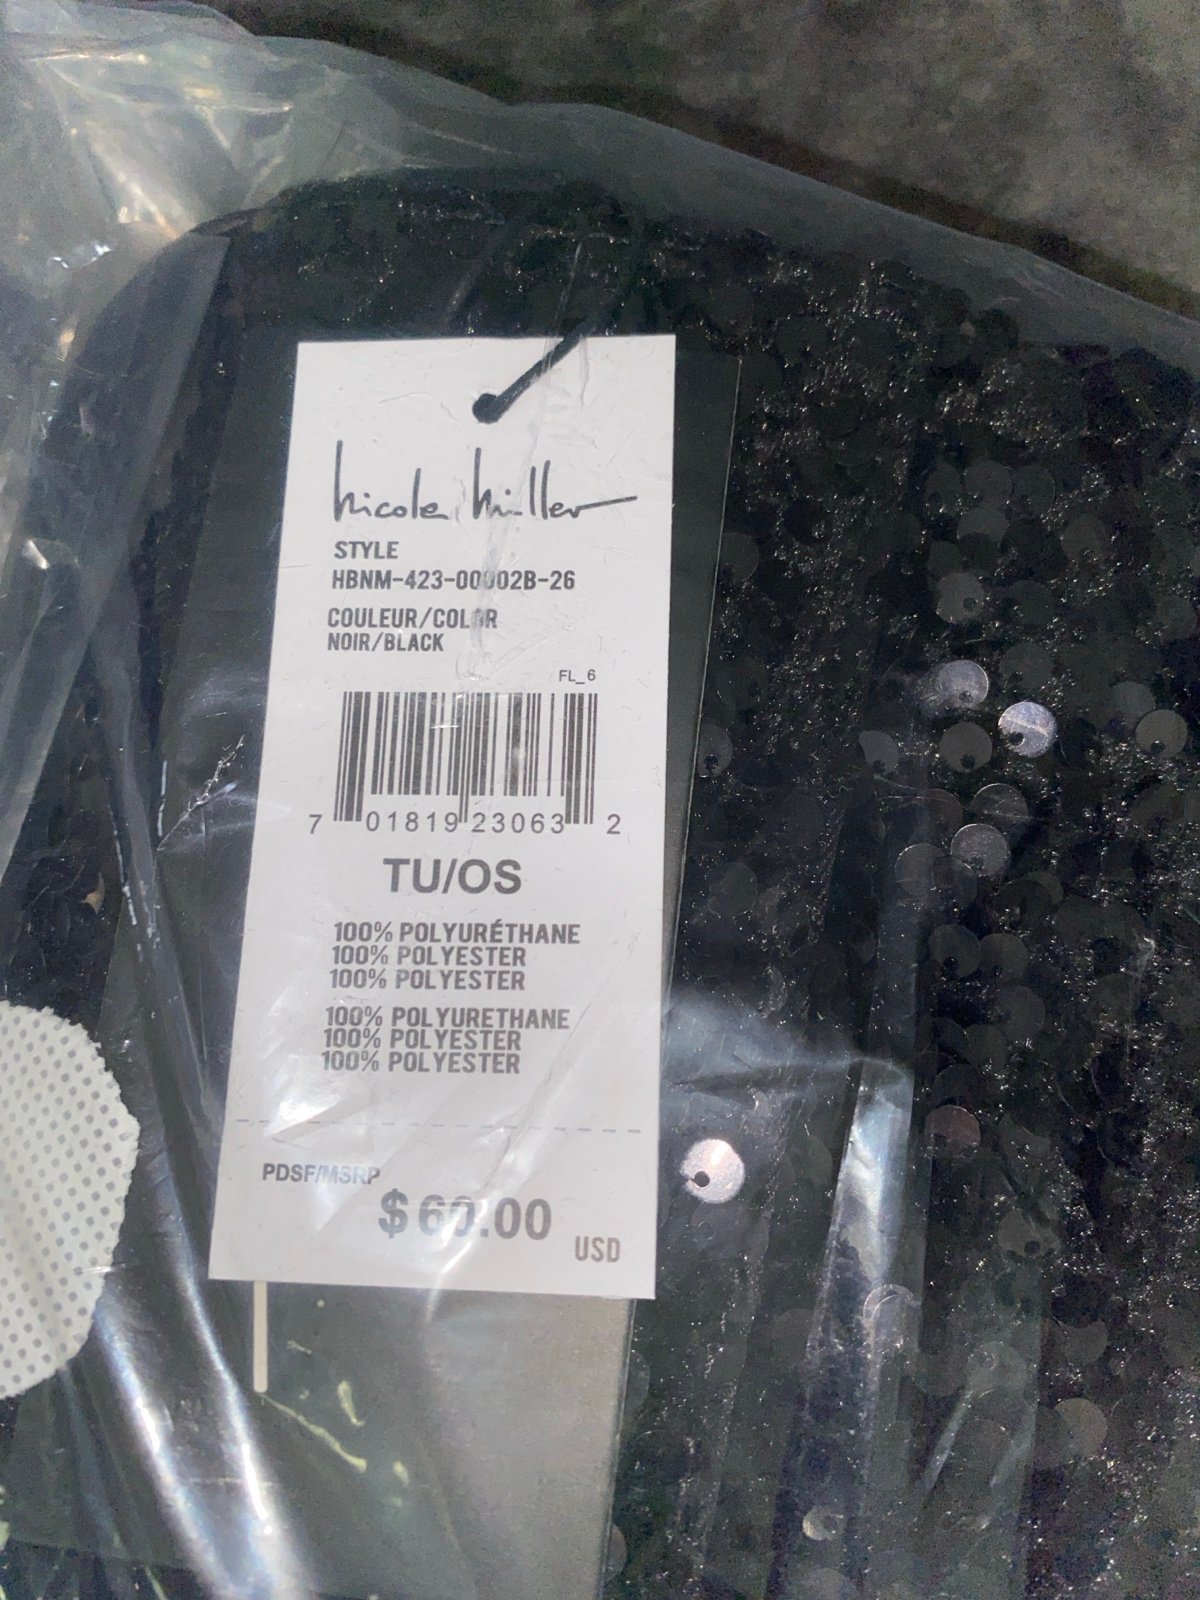 nicole miller
STYLE
HBNM-423-00002B-26
COULEUR/COLOR
NOIR/BLACK
FL_6
7 01819 23063 2
TU/OS
100% POLYURÉTHANE
100% POLYESTER
100% POLYESTER
100% POLYURETHANE
100% POLYESTER
100% POLYESTER
PDSF/MSRP
$60.00
USD